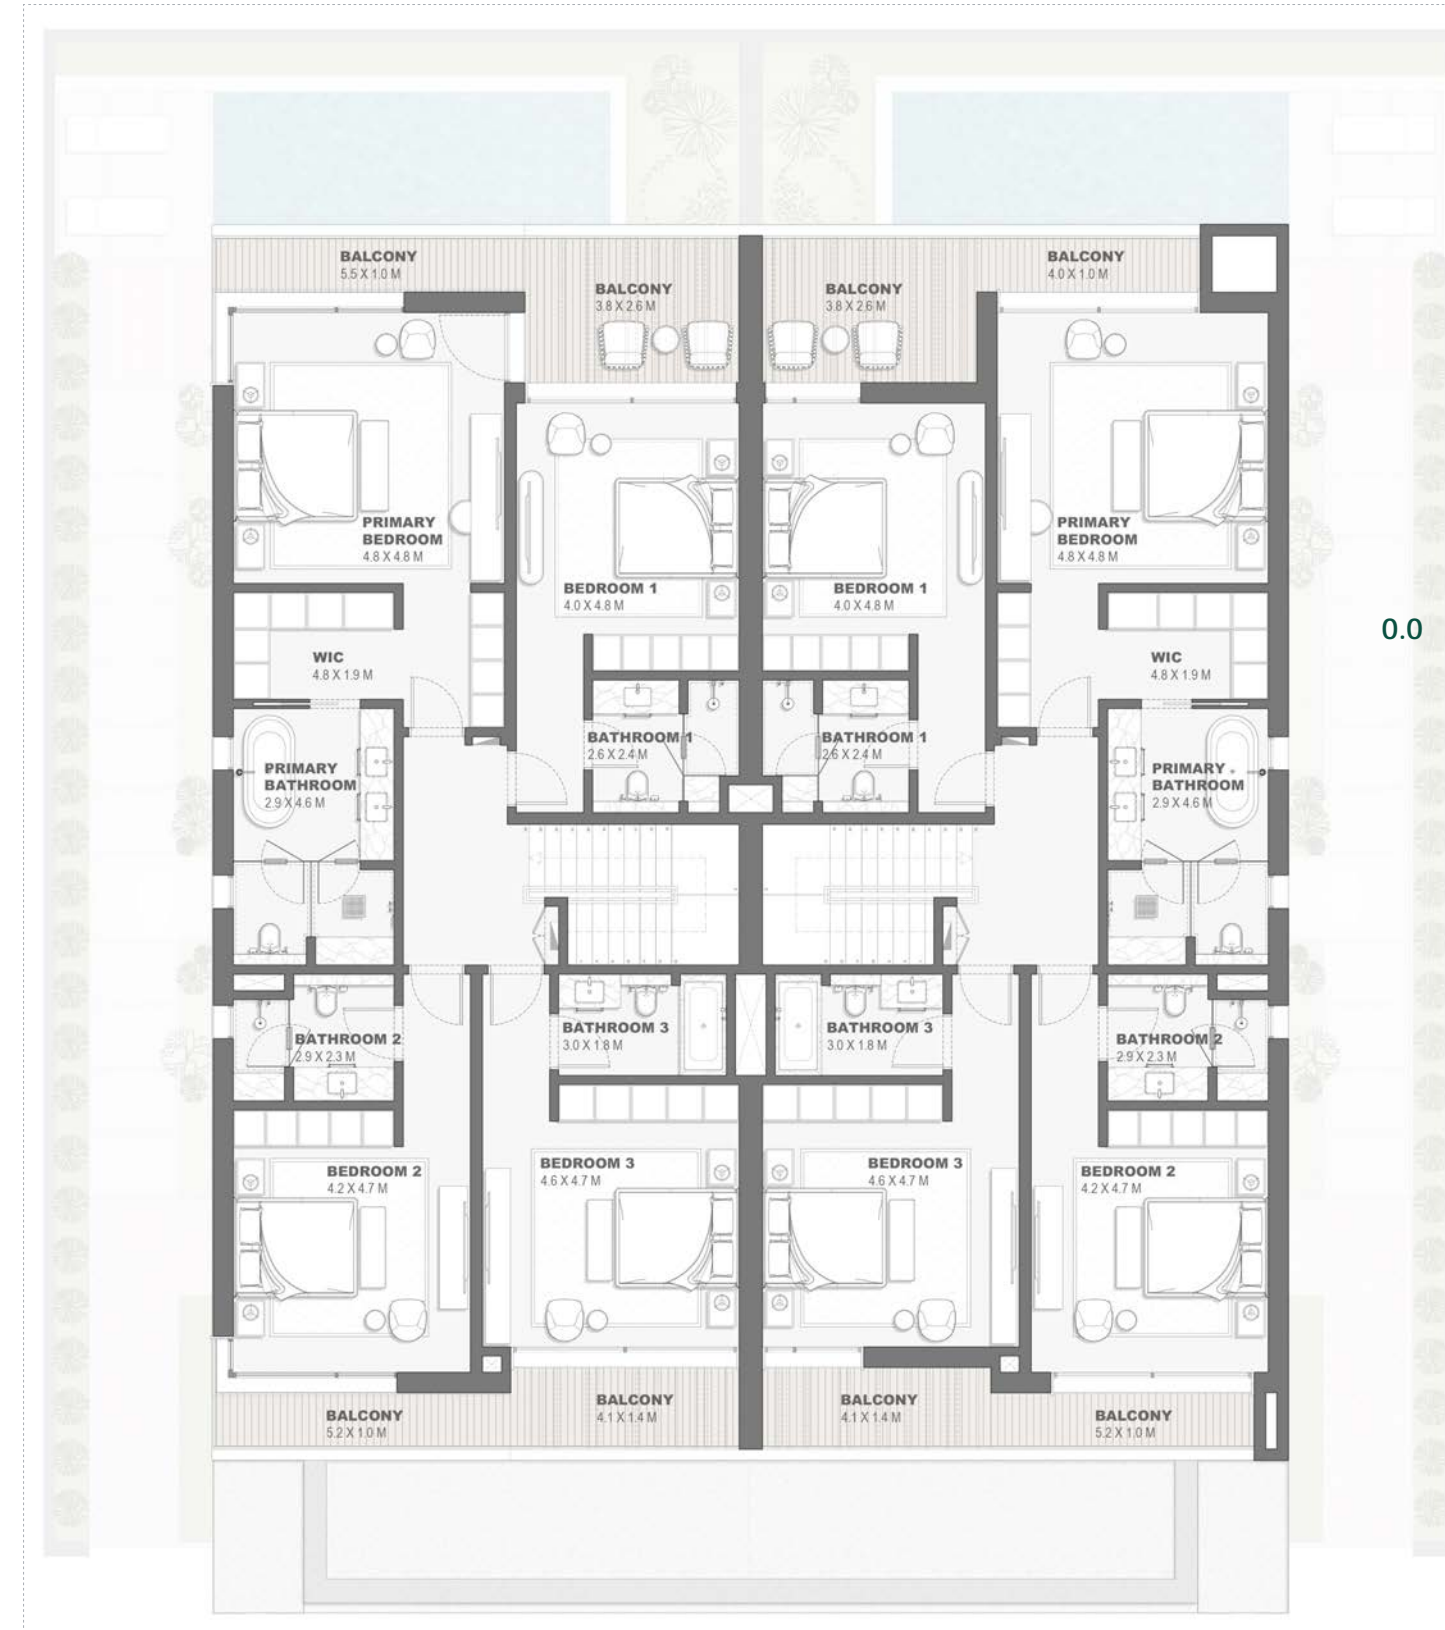 BALCONY
5.5 X 1.0 M
BALCONY
3.8 X 2.6 M
BALCONY
3.8 X 2.6 M
BALCONY
4.0 X 1.0 M
PRIMARY
BEDROOM
4.8 X 4.8 M
BEDROOM 1
4.0 X 4.8 M
BEDROOM 1
4.0 X 4.8 M
PRIMARY
BEDROOM
4.8 X 4.8 M
0.0
WIC
4.8 X 1.9 M
WIC
4.8 X 1.9 M
PRIMARY
BATHROOM
2.9 X 4.6 M
BATHROOM 1
2.6 X 2.4 M
BATHROOM 1
2.6 X 2.4 M
PRIMARY
BATHROOM
2.9 X 4.6 M
BATHROOM 2
2.9 X 2.3 M
BATHROOM 3
3.0 X 1.8 M
BATHROOM 3
3.0 X 1.8 M
BATHROOM 2
2.9 X 2.3 M
BEDROOM 2
4.2 X 4.7 M
BEDROOM 3
4.6 X 4.7 M
BEDROOM 3
4.6 X 4.7 M
BEDROOM 2
4.2 X 4.7 M
BALCONY
5.2 X 1.0 M
BALCONY
4.1 X 1.4 M
BALCONY
4.1 X 1.4 M
BALCONY
5.2 X 1.0 M